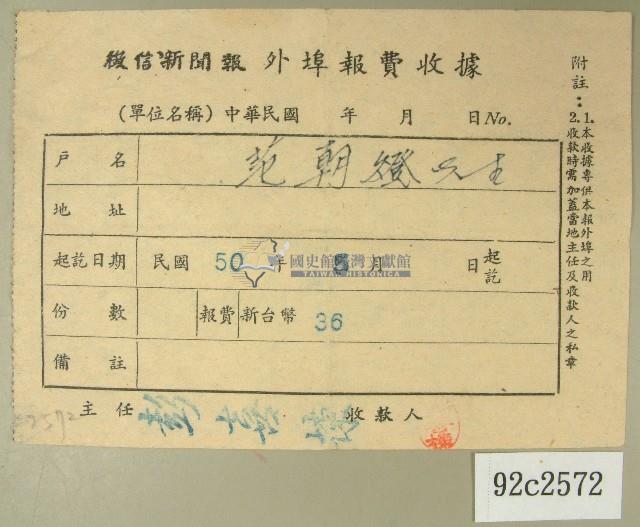 徵信新聞報 外埠報費收據
(單位名稱) 中華民國 年 月 日 No.
戶名 范朝燈先生
地址
起訖日期 民國 50 年 8 月 日 起訖
份數 報費 新台幣 36
備註
主任 收款人
附註：
1.本收據專供本報外埠之用
2.收款時需加蓋當地主任及收款人之私章
國史館臺灣文獻館
TAIWAN HISTORICA
2572
92c2572